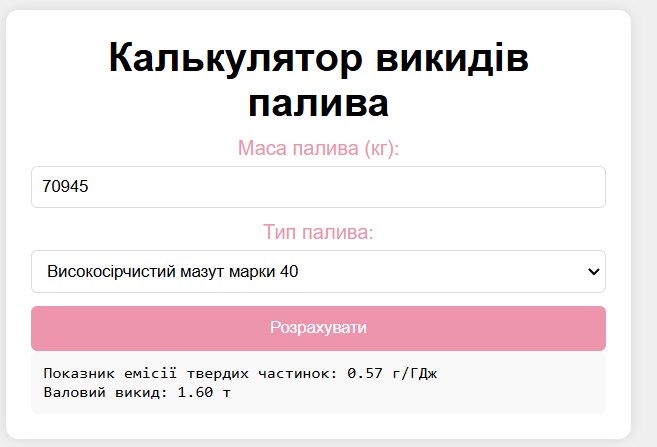 Калькулятор викидів
палива
Маса палива (кг):
70945
Тип палива:
Високосірчистий мазут марки 40
Розрахувати
Показник емісії твердих частинок: 0.57 г/ГДж
Валовий викид: 1.60 т